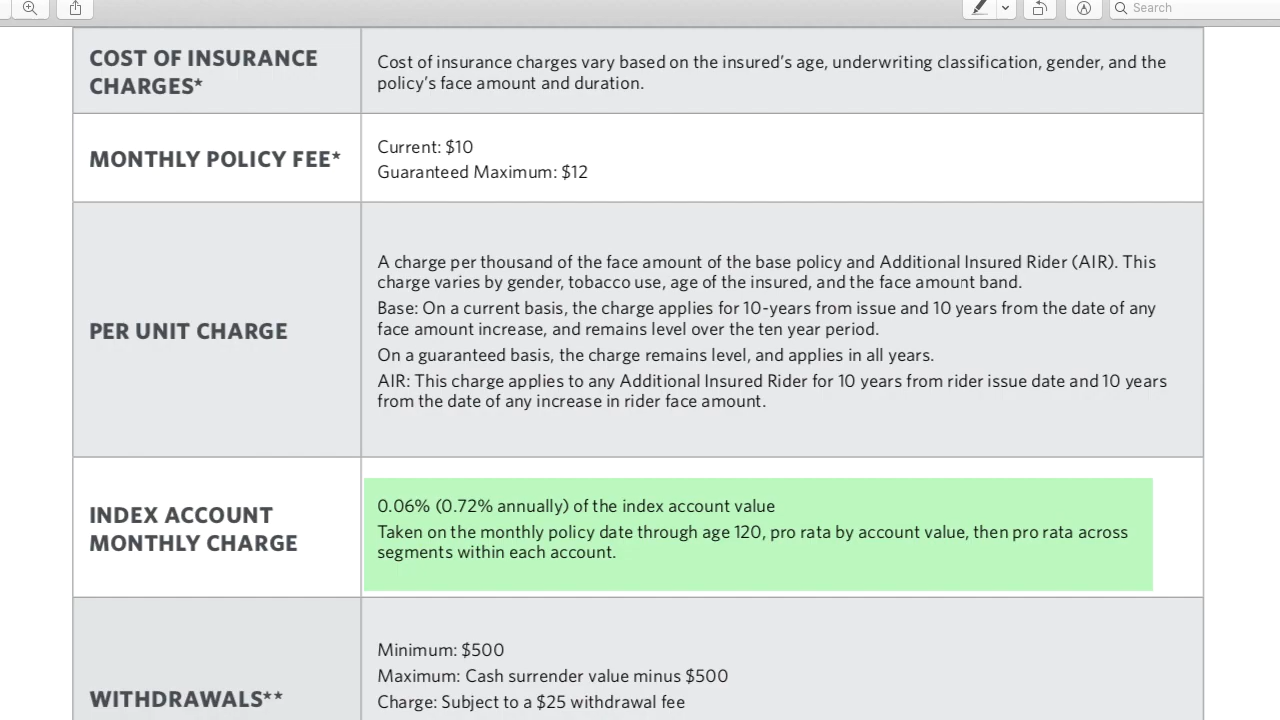 Search
COST OF INSURANCE
CHARGES*
Cost of insurance charges vary based on the insured's age, underwriting classification, gender, and the
policy's face amount and duration.
MONTHLY POLICY FEE*
Current: $10
Guaranteed Maximum: $12
PER UNIT CHARGE
A charge per thousand of the face amount of the base policy and Additional Insured Rider (AIR). This
charge varies by gender, tobacco use, age of the insured, and the face amount band.
Base: On a current basis, the charge applies for 10-years from issue and 10 years from the date of any
face amount increase, and remains level over the ten year period.
On a guaranteed basis, the charge remains level, and applies in all years.
AIR: This charge applies to any Additional Insured Rider for 10 years from rider issue date and 10 years
from the date of any increase in rider face amount.
INDEX ACCOUNT
MONTHLY CHARGE
0.06% (0.72% annually) of the index account value
Taken on the monthly policy date through age 120, pro rata by account value, then pro rata across
segments within each account.
WITHDRAWALS**
Minimum: $500
Maximum: Cash surrender value minus $500
Charge: Subject to a $25 withdrawal fee